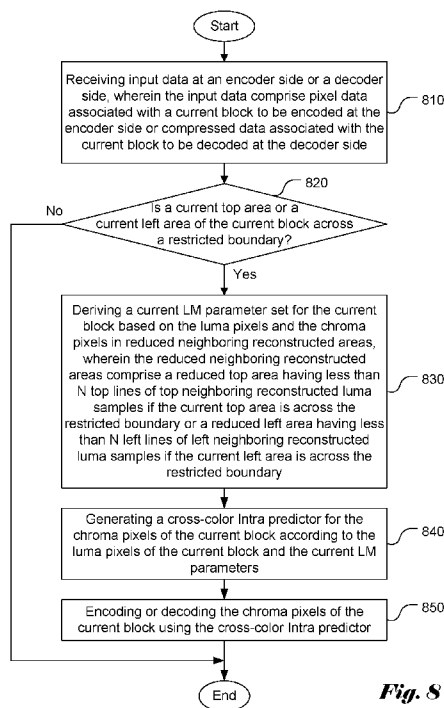 Start
Receiving input data at an encoder side or a decoder
side, wherein the input data comprise pixel data
associated with a current block to be encoded at the
encoder side or compressed data associated with the
current block to be decoded at the decoder side
810
820
No
Is a current top area or a
current left area of the current block across
a restricted boundary?
Yes
Deriving a current LM parameter set for the current
block based on the luma pixels and the chroma
pixels in reduced neighboring reconstructed areas,
wherein the reduced neighboring reconstructed
areas comprise a reduced top area having less than
N top lines of top neighboring reconstructed luma
samples if the current top area is across the
restricted boundary or a reduced left area having less
than N left lines of left neighboring reconstructed
luma samples if the current left area is across the
restricted boundary
830
Generating a cross-color Intra predictor for the
chroma pixels of the current block according to the
luma pixels of the current block and the current LM
parameters
840
Encoding or decoding the chroma pixels of the
current block using the cross-color Intra predictor
850
End
Fig. 8